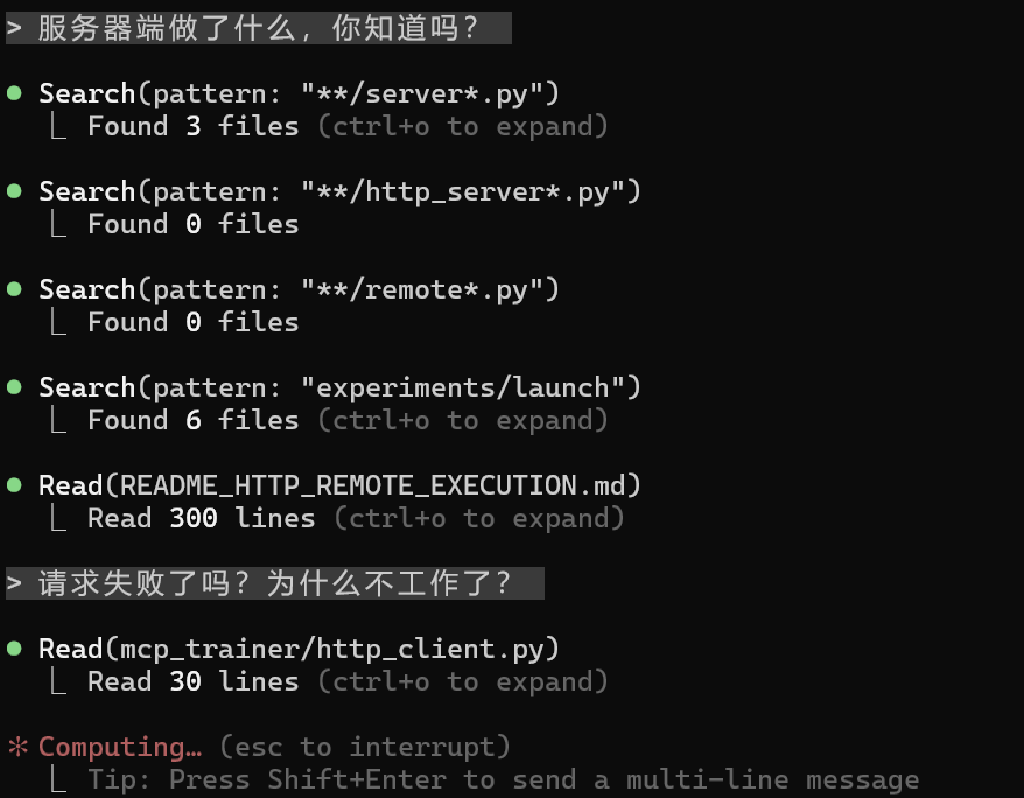 > 服务器端做了什么，你知道吗？
● Search(pattern: "**/server*.py")
⎿ Found 3 files (ctrl+o to expand)
● Search(pattern: "**/http_server*.py")
⎿ Found 0 files
● Search(pattern: "**/remote*.py")
⎿ Found 0 files
● Search(pattern: "experiments/launch")
⎿ Found 6 files (ctrl+o to expand)
● Read(README_HTTP_REMOTE_EXECUTION.md)
⎿ Read 300 lines (ctrl+o to expand)
> 请求失败了吗？为什么不工作了？
● Read(mcp_trainer/http_client.py)
⎿ Read 30 lines (ctrl+o to expand)
✻ Computing… (esc to interrupt)
⎿ Tip: Press Shift+Enter to send a multi-line message